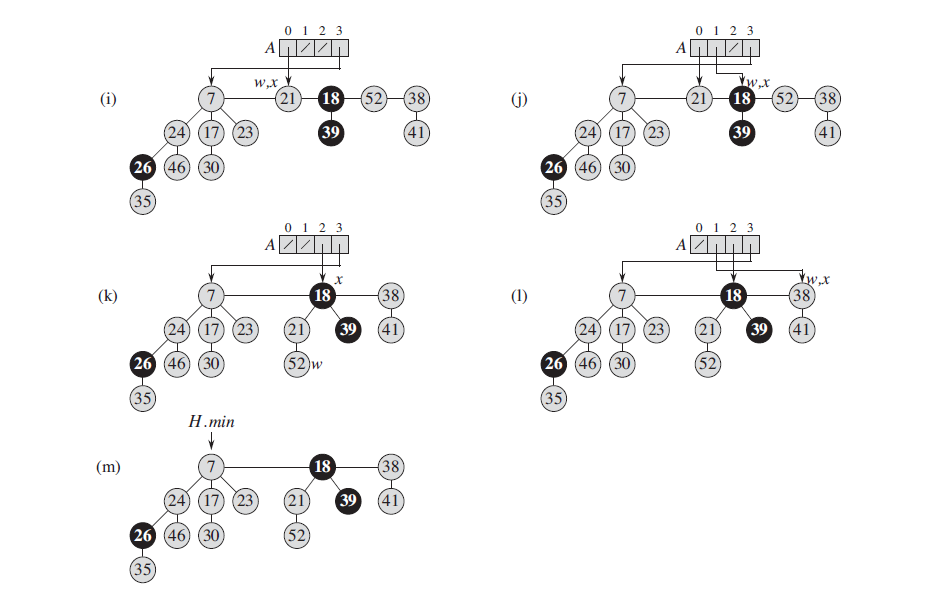 0 1 2 3 0 1 2 3
A A
w,x w,x
(i) 7 21 18 52 38 (j) 7 21 18 52 38
24 17 23 39 41 24 17 23 39 41
26 46 30 26 46 30
35 35
0 1 2 3 0 1 2 3
A A
x w,x
(k) 7 18 38 (l) 7 18 38
24 17 23 21 39 41 24 17 23 21 39 41
26 46 30 52 w 26 46 30 52
35 35
H.min
(m) 7 18 38
24 17 23 21 39 41
26 46 30 52
35